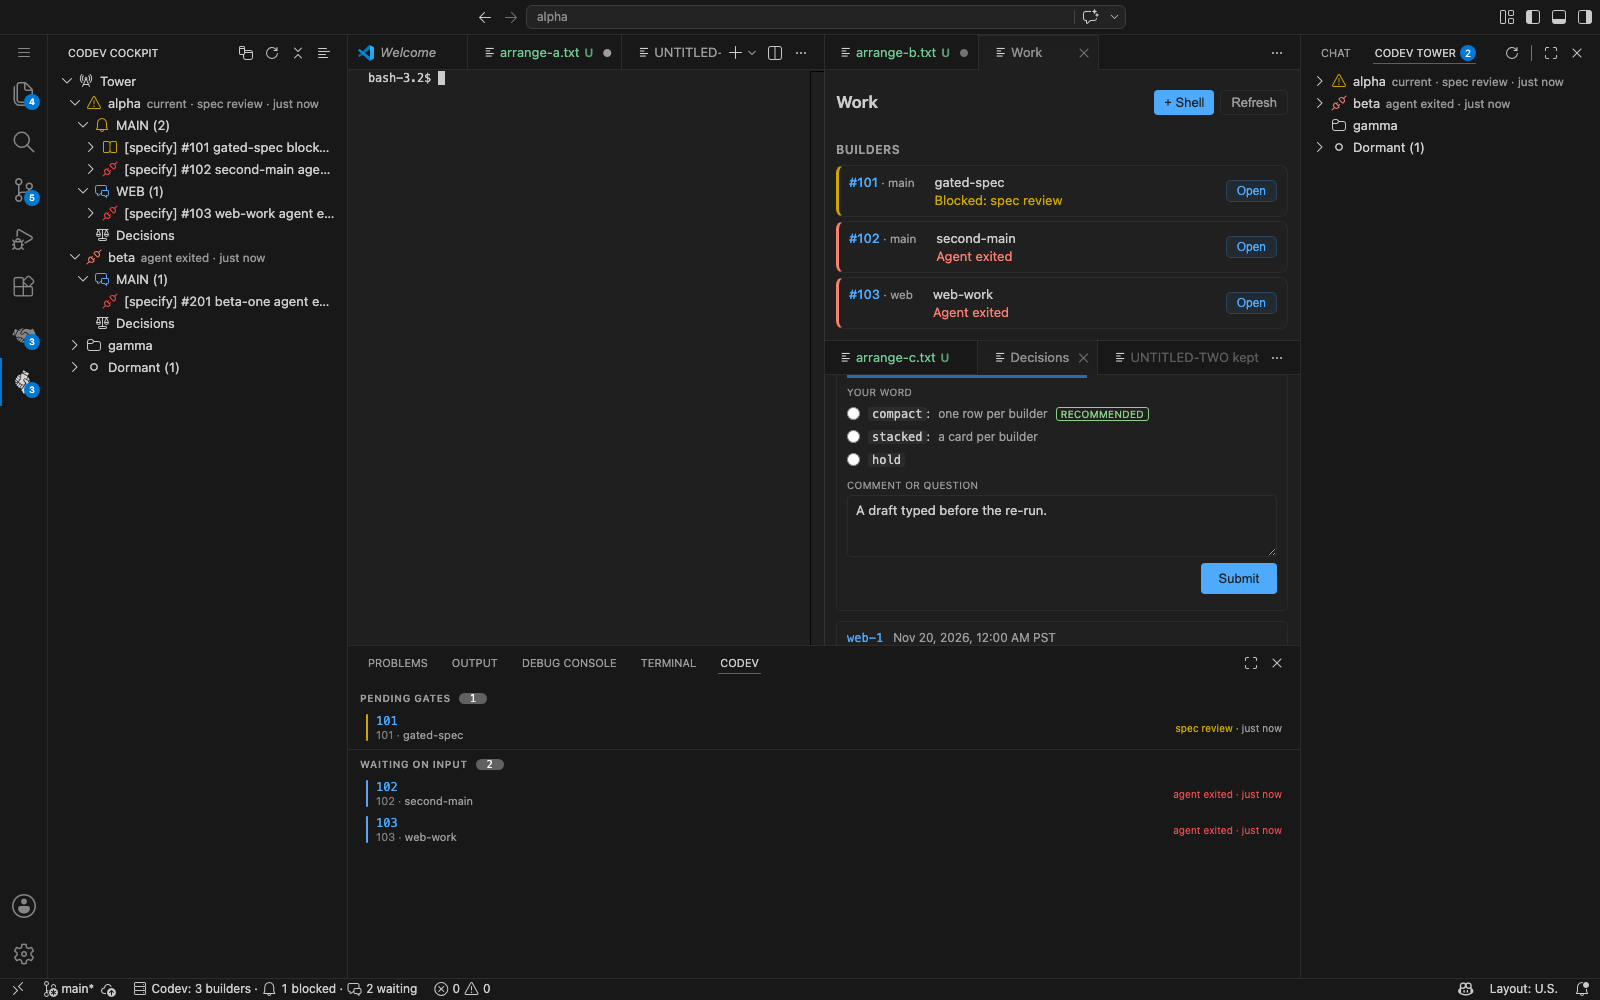 alpha
CODEV COCKPIT
Tower
alpha current · spec review · just now
MAIN (2)
[specify] #101 gated-spec block...
[specify] #102 second-main age...
WEB (1)
[specify] #103 web-work agent e...
Decisions
beta agent exited · just now
MAIN (1)
[specify] #201 beta-one agent e...
Decisions
gamma
Dormant (1)
4
5
3
3
Welcome
arrange-a.txt U
UNTITLED-
bash-3.2$
arrange-b.txt U
Work
Work
+ Shell
Refresh
BUILDERS
#101 · main gated-spec
Blocked: spec review
Open
#102 · main second-main
Agent exited
Open
#103 · web web-work
Agent exited
Open
arrange-c.txt U
Decisions
UNTITLED-TWO kept
YOUR WORD
compact: one row per builder RECOMMENDED
stacked: a card per builder
hold
COMMENT OR QUESTION
A draft typed before the re-run.
Submit
web-1 Nov 20, 2026, 12:00 AM PST
CHAT
CODEV TOWER 2
alpha current · spec review · just now
beta agent exited · just now
gamma
Dormant (1)
PROBLEMS
OUTPUT
DEBUG CONSOLE
TERMINAL
CODEV
PENDING GATES 1
101
101 · gated-spec
spec review · just now
WAITING ON INPUT 2
102
102 · second-main
agent exited · just now
103
103 · web-work
agent exited · just now
main*
Codev: 3 builders · 1 blocked · 2 waiting
0 0
Layout: U.S.